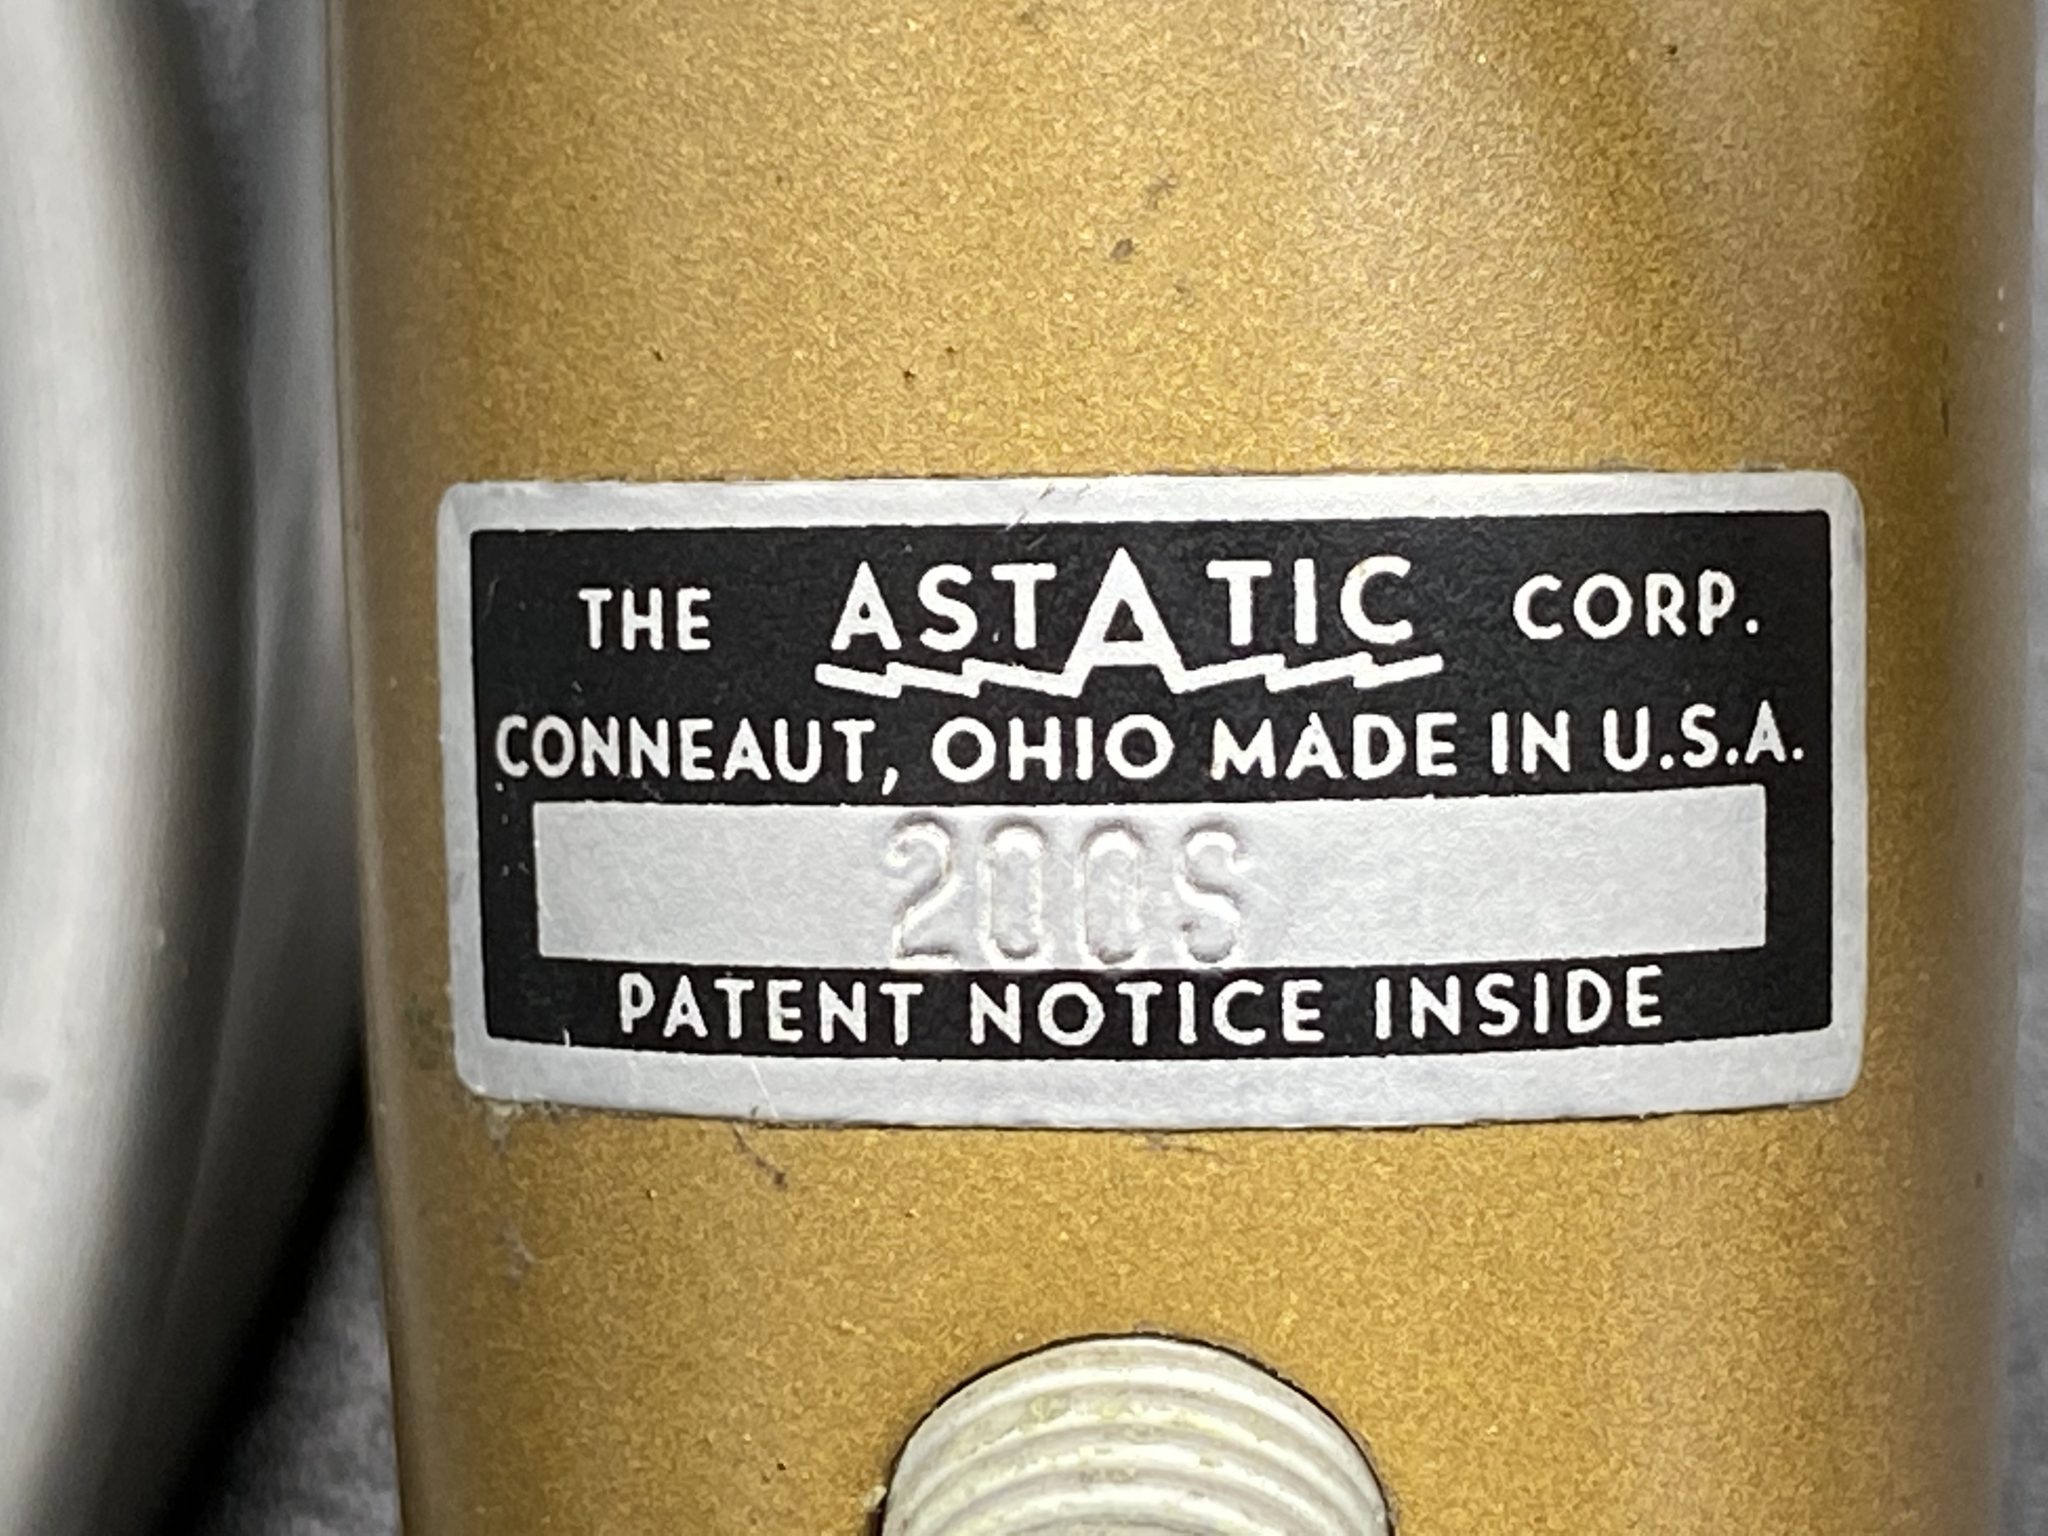 THE ASTATIC CORP.
CONNEAUT, OHIO MADE IN U.S.A.
200S
PATENT NOTICE INSIDE